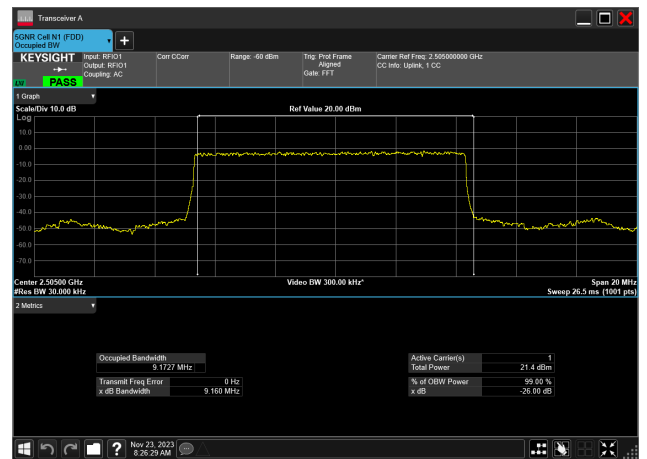 Transceiver A
5GNR Cell N1 (FDD)
Occupied BW
KEYSIGHT
LXI
PASS
Input: RFIO1
Output: RFIO1
Coupling: AC
Corr CCorr
Range: -60 dBm
Trig: Prot Frame
Aligned
Gate: FFT
Carrier Ref Freq: 2.505000000 GHz
CC Info: Uplink, 1 CC
1 Graph
Scale/Div 10.0 dB
Ref Value 20.00 dBm
Log
10.0
0.00
-10.0
-20.0
-30.0
-40.0
-50.0
-60.0
-70.0
Center 2.50500 GHz
Video BW 300.00 kHz*
Span 20 MHz
#Res BW 30.000 kHz
Sweep 26.5 ms (1001 pts)
2 Metrics
Occupied Bandwidth
9.1727 MHz
Transmit Freq Error 0 Hz
x dB Bandwidth 9.160 MHz
Active Carrier(s) 1
Total Power 21.4 dBm
% of OBW Power 99.00 %
x dB -26.00 dB
Nov 23, 2023
8:26:29 AM